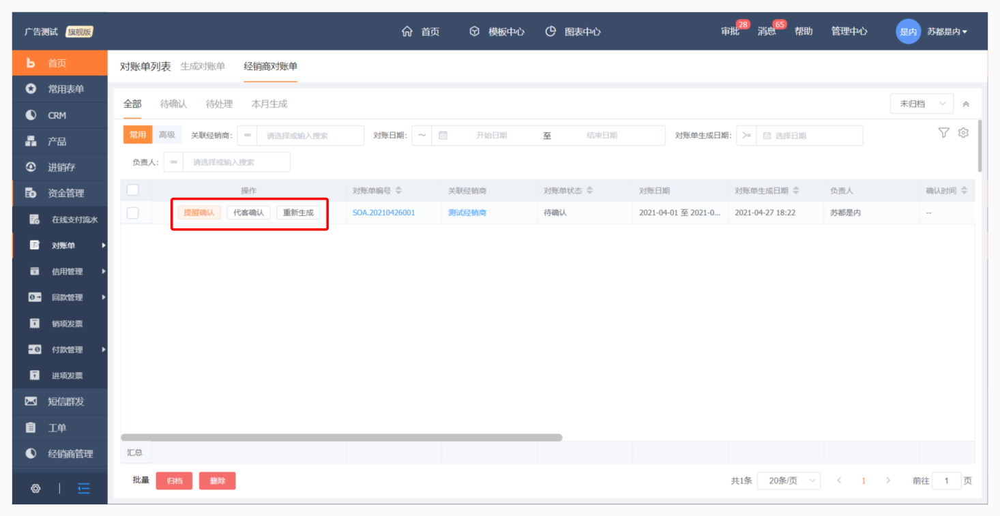 广告测试 旗舰版 首页 模板中心 图表中心 审批 28 消息 65 帮助 管理中心 是内 苏都是内
首页
常用表单
CRM
产品
进销存
资金管理
在线支付流水
对账单
信用管理
回款管理
销项发票
付款管理
进项发票
短信群发
工单
经销商管理
对账单列表 生成对账单 经销商对账单
全部 待确认 待处理 本月生成 未归档
常用 高级 关联经销商: = 请选择或输入搜索 对账日期: ~ 开始日期 至 结束日期 对账单生成日期: >= 选择日期
负责人: = 请选择或输入搜索
操作 对账单编号 关联经销商 对账单状态 对账日期 对账单生成日期 负责人 确认时间
提醒确认 代客确认 重新生成 SOA.20210426001 测试经销商 待确认 2021-04-01 至 2021-0... 2021-04-27 18:22 苏都是内 --
汇总
批量 归档 删除 共1条 20条/页 < 1 > 前往 1 页